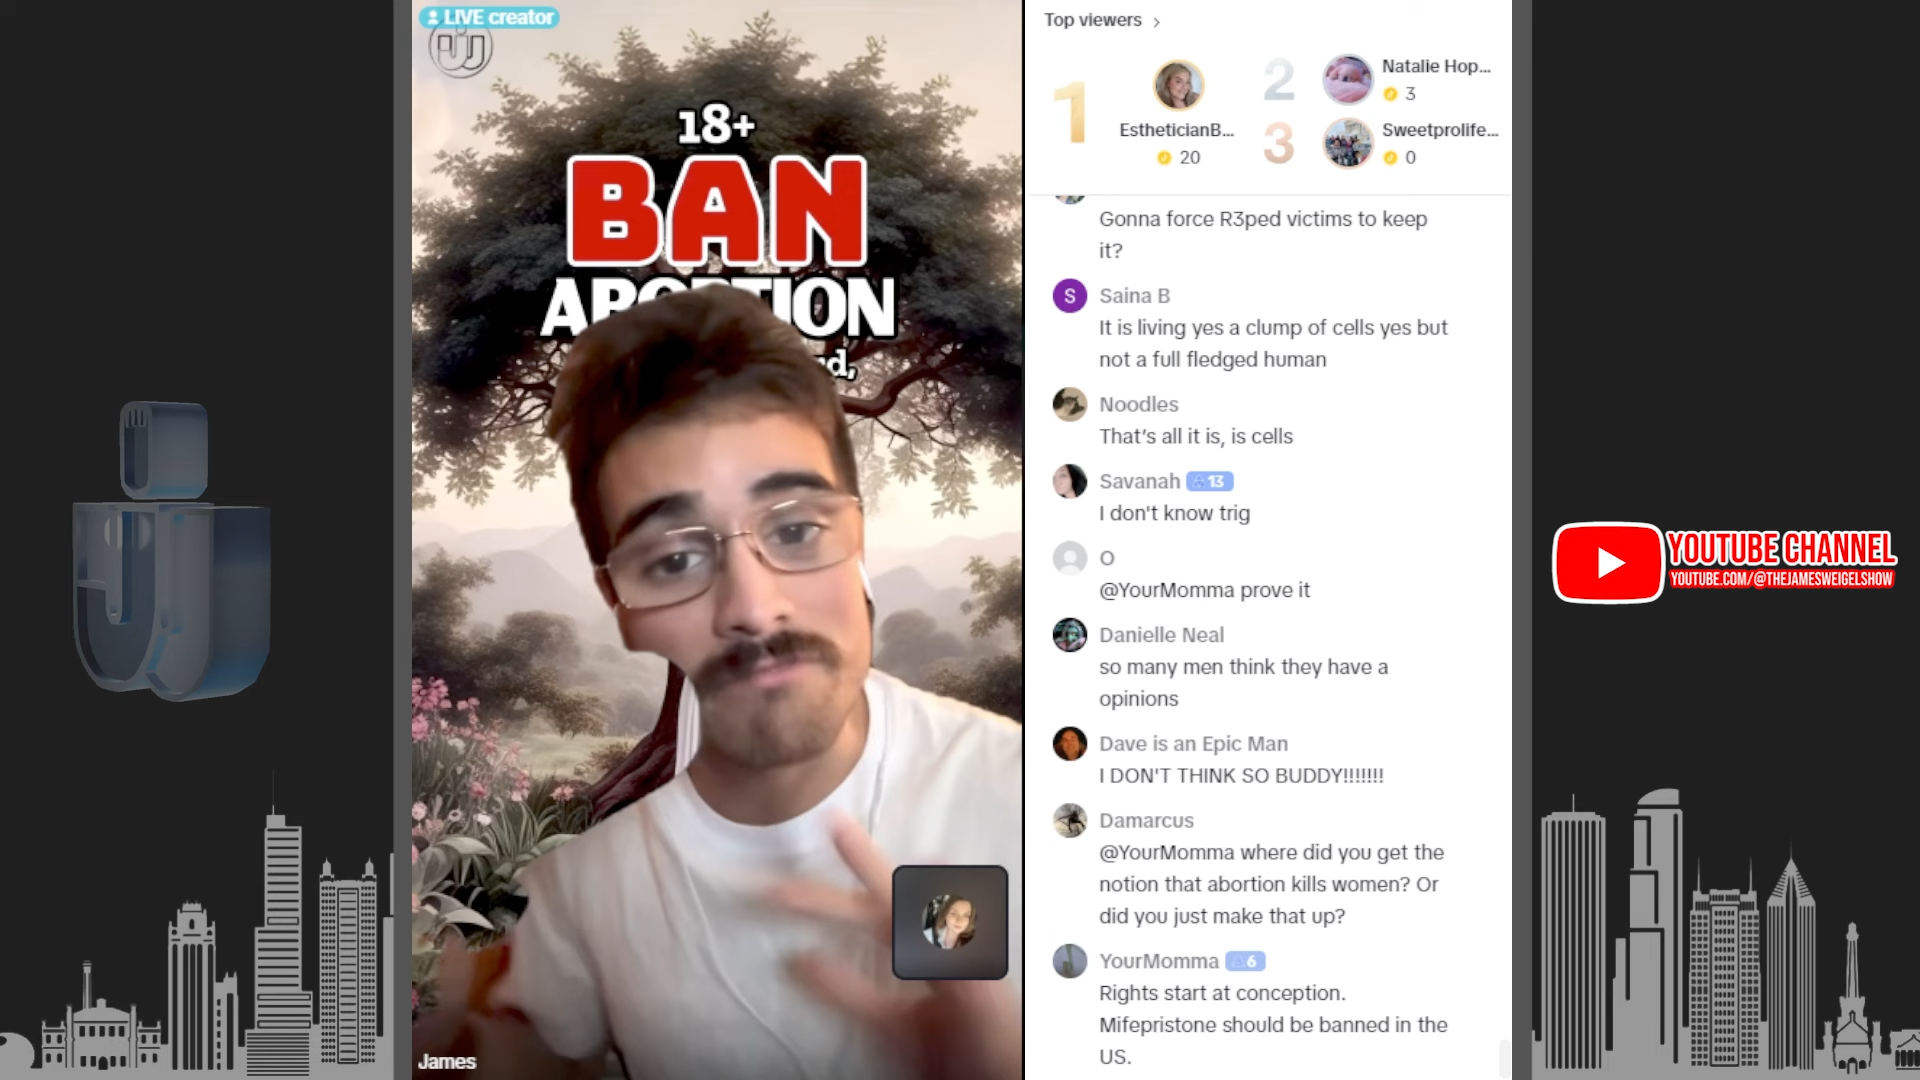 LIVE creator
18+
BAN
d,
James
Top viewers >
1
EstheticianB...
20
2
Natalie Hop...
3
3
Sweetprolife...
0
Gonna force R3ped victims to keep
it?
S
Saina B
It is living yes a clump of cells yes but
not a full fledged human
Noodles
That's all it is, is cells
Savanah 13
I don't know trig
O
@YourMomma prove it
Danielle Neal
so many men think they have a
opinions
Dave is an Epic Man
I DON'T THINK SO BUDDY!!!!!!!
Damarcus
@YourMomma where did you get the
notion that abortion kills women? Or
did you just make that up?
YourMomma 6
Rights start at conception.
Mifepristone should be banned in the
US.
YOUTUBE CHANNEL
YOUTUBE.COM/@THEJAMESWEIGELSHOW